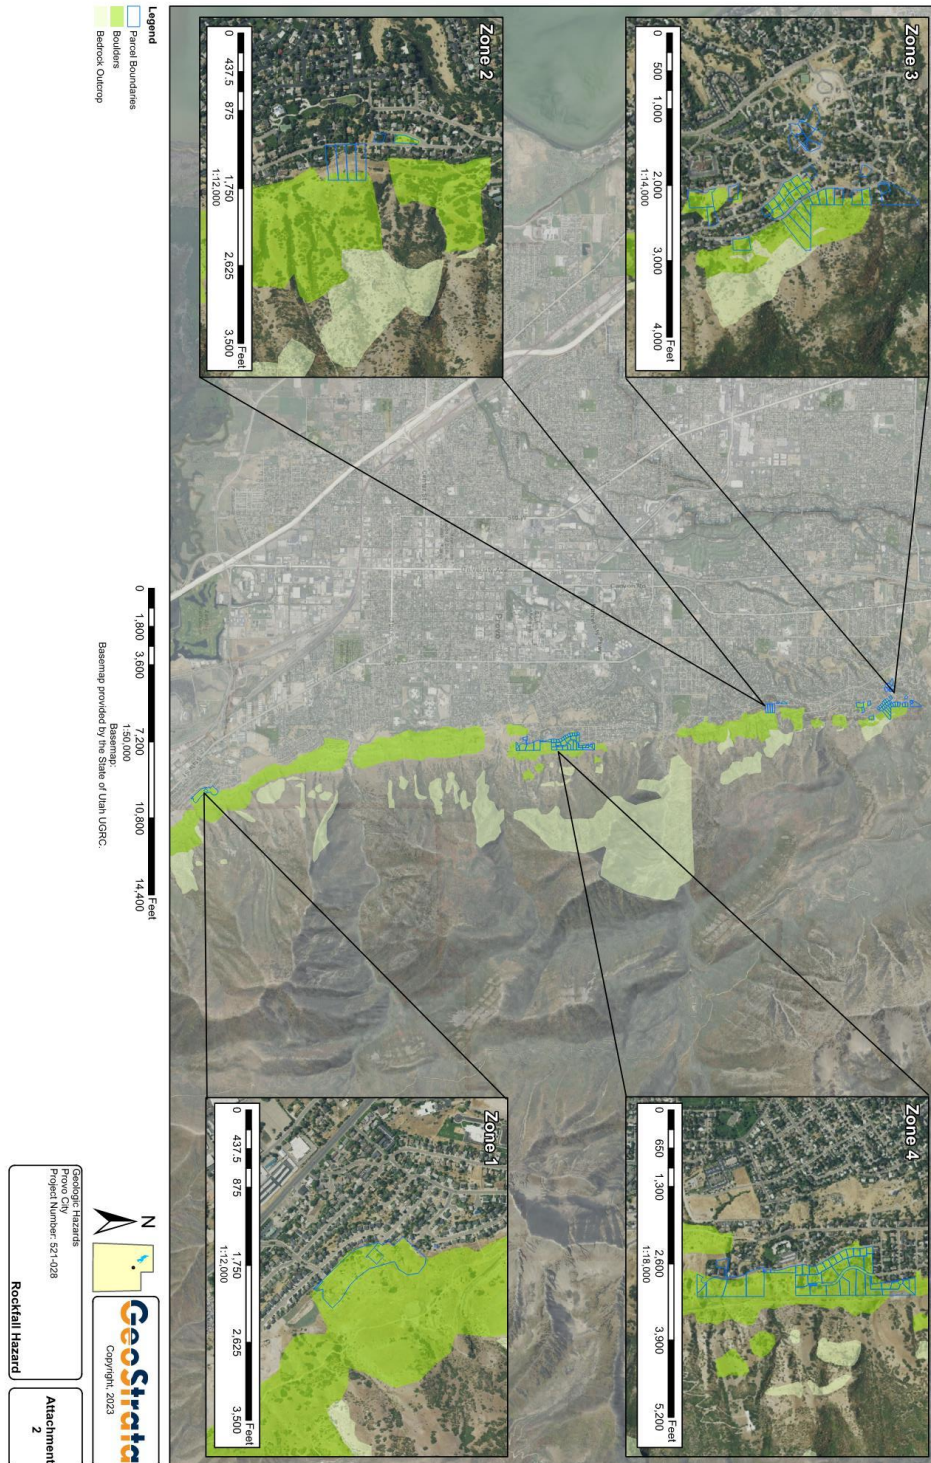 Zone 3
0 500 1,000 2,000 3,000 4,000
Feet
1:14,000
Zone 4
0 650 1,300 2,600 3,900 5,200
Feet
1:18,000
Zone 2
0 437.5 875 1,750 2,625 3,500
Feet
1:12,000
Zone 1
0 437.5 875 1,750 2,625 3,500
Feet
1:12,000
Provo
Legend
Parcel Boundaries
Boulders
Bedrock Outcrop
0 1,800 3,600 7,200 10,800 14,400
Feet
1:50,000
Basemap:
Basemap provided by the State of Utah UGRC.
N
GeoStrata
Copyright, 2023
Geologic Hazards
Provo City
Project Number: 521-028
Rockfall Hazard
Attachment
2